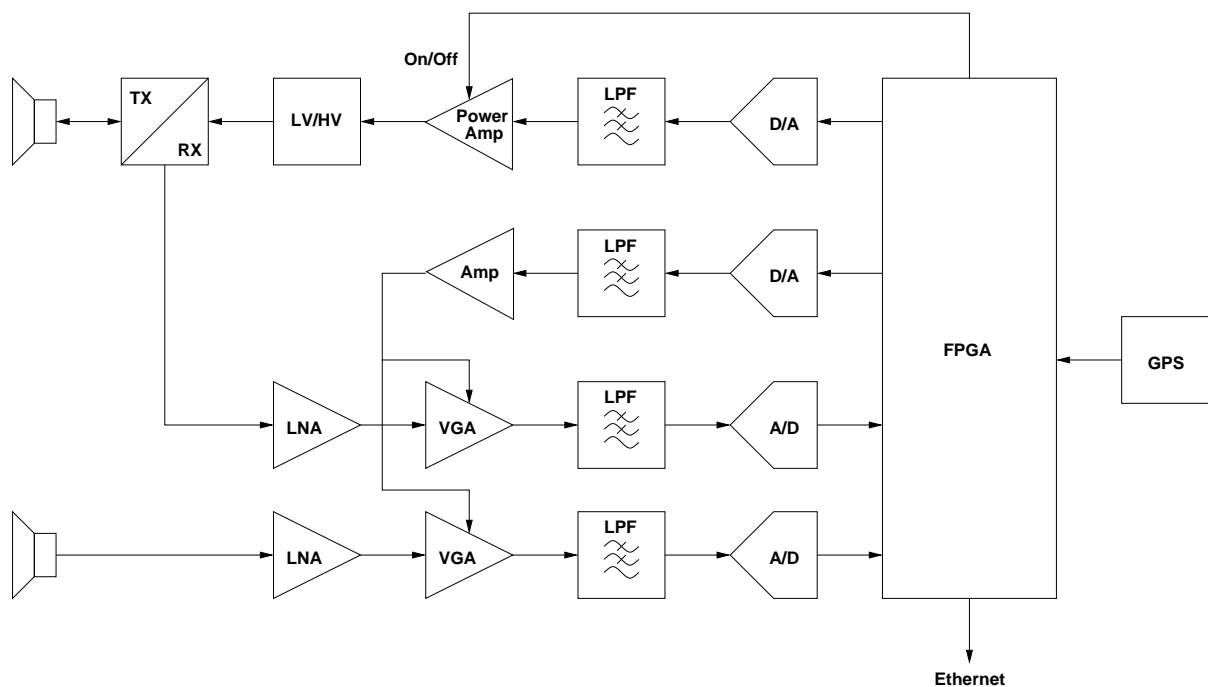 On/Off
TX
RX
LV/HV
Power
Amp
LPF
D/A
Amp
LPF
D/A
FPGA
GPS
LNA
VGA
LPF
A/D
LNA
VGA
LPF
A/D
Ethernet